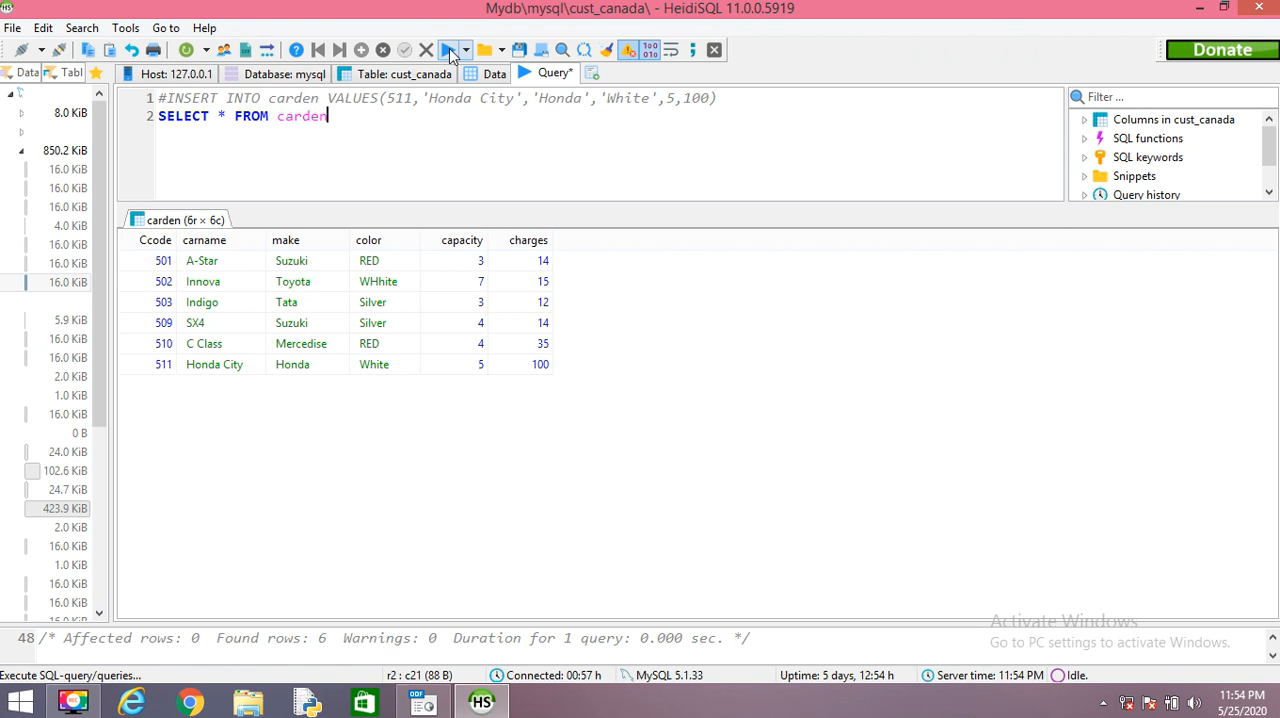 Mydb\mysql\cust_canada\ - HeidiSQL 11.0.0.5919
File Edit Search Tools Go to Help
Donate
Data Tabl Host: 127.0.0.1 Database: mysql Table: cust_canada Data Query*
1 #INSERT INTO carden VALUES(511,'Honda City','Honda','White',5,100)
2 SELECT * FROM carden
Filter ...
Columns in cust_canada
SQL functions
SQL keywords
Snippets
Query history
8.0 KiB
850.2 KiB
16.0 KiB
16.0 KiB
16.0 KiB
4.0 KiB
16.0 KiB
16.0 KiB
16.0 KiB
5.9 KiB
16.0 KiB
16.0 KiB
2.0 KiB
1.0 KiB
16.0 KiB
0 B
24.0 KiB
102.6 KiB
24.7 KiB
423.9 KiB
2.0 KiB
16.0 KiB
1.0 KiB
16.0 KiB
16.0 KiB
carden (6r × 6c)
Ccode carname make color capacity charges
501 A-Star Suzuki RED 3 14
502 Innova Toyota WHhite 7 15
503 Indigo Tata Silver 3 12
509 SX4 Suzuki Silver 4 14
510 C Class Mercedise RED 4 35
511 Honda City Honda White 5 100
Activate Windows
Go to PC settings to activate Windows.
48 /* Affected rows: 0 Found rows: 6 Warnings: 0 Duration for 1 query: 0.000 sec. */
Execute SQL-query/queries... r2 : c21 (88 B) Connected: 00:57 h MySQL 5.1.33 Uptime: 5 days, 12:54 h Server time: 11:54 PM Idle.
11:54 PM
5/25/2020